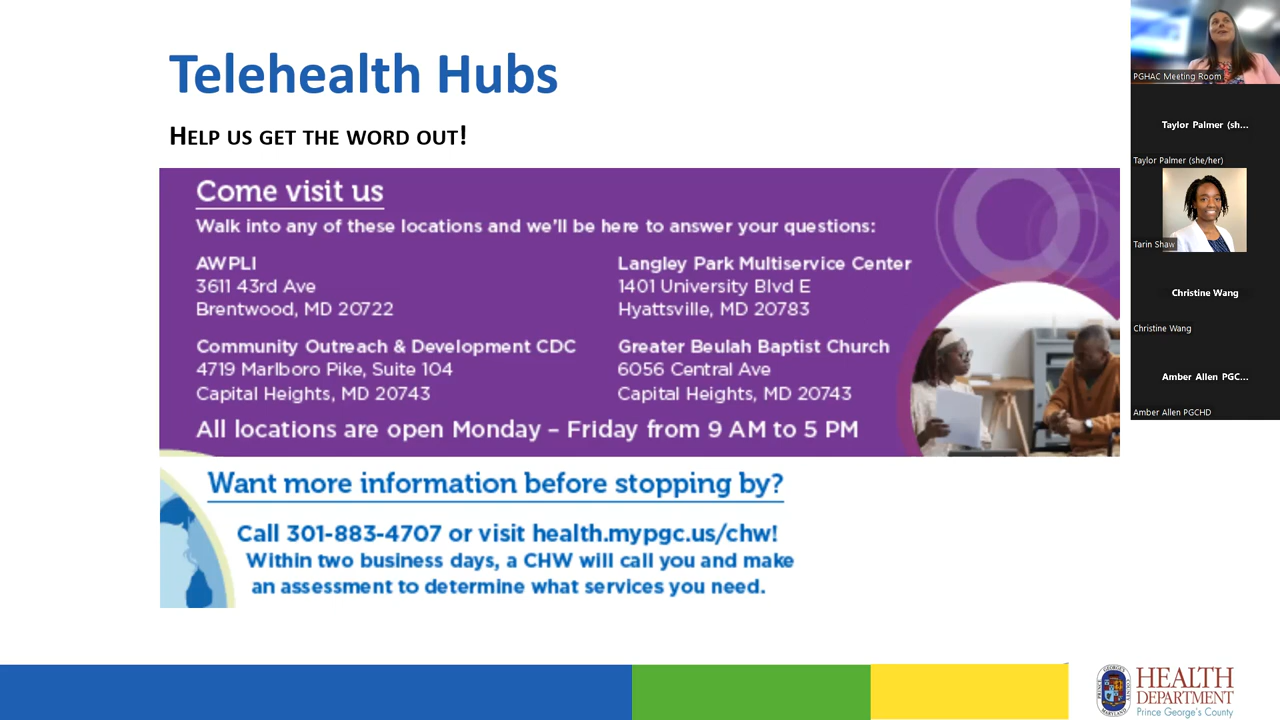 Telehealth Hubs
HELP US GET THE WORD OUT!
Come visit us
Walk into any of these locations and we'll be here to answer your questions:
AWPLI
3611 43rd Ave
Brentwood, MD 20722
Langley Park Multiservice Center
1401 University Blvd E
Hyattsville, MD 20783
Community Outreach & Development CDC
4719 Marlboro Pike, Suite 104
Capital Heights, MD 20743
Greater Beulah Baptist Church
6056 Central Ave
Capital Heights, MD 20743
All locations are open Monday – Friday from 9 AM to 5 PM
Want more information before stopping by?
Call 301-883-4707 or visit health.mypgc.us/chw!
Within two business days, a CHW will call you and make
an assessment to determine what services you need.
HEALTH
DEPARTMENT
Prince George's County
PGHAC Meeting Room
Taylor Palmer (sh...
Taylor Palmer (she/her)
Tarin Shaw
Christine Wang
Christine Wang
Amber Allen PGC...
Amber Allen PGCHD